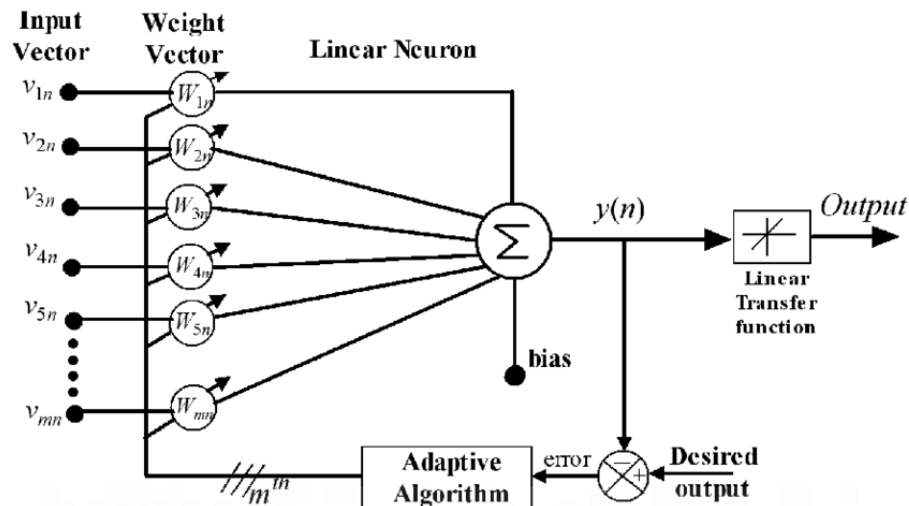 Input
Vector
Weight
Vector
Linear Neuron
v₁ₙ
W₁ₙ
v₂ₙ
W₂ₙ
v₃ₙ
W₃ₙ
v₄ₙ
W₄ₙ
v₅ₙ
W₅ₙ
vₘₙ
Wₘₙ
Σ
y(n)
Output
Linear
Transfer
function
bias
mᵗʰ
Adaptive
Algorithm
error
− +
Desired
output